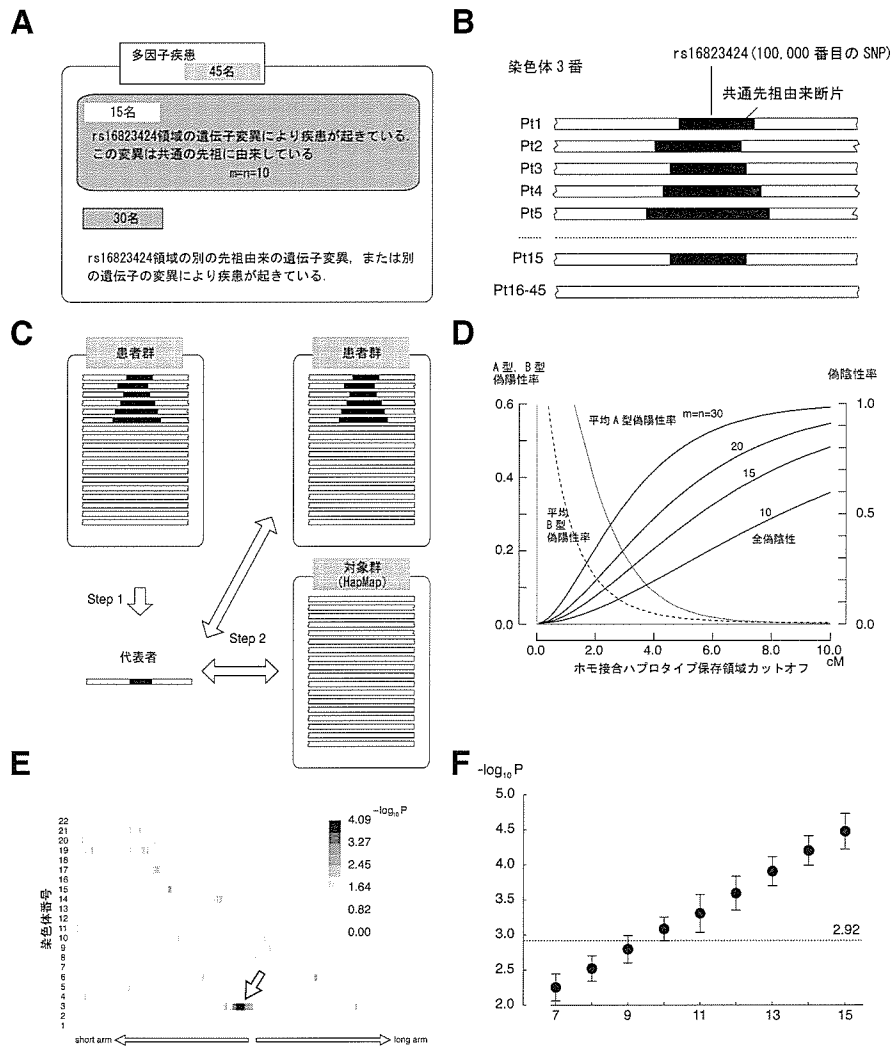 A
多因子疾患
45名
15名
rs16823424領域の遺伝子変異により疾患が起きている．
この変異は共通の先祖に由来している
m=n=10
30名
rs16823424領域の別の先祖由来の遺伝子変異，または別
の遺伝子の変異により疾患が起きている．
B
rs16823424(100,000 番目の SNP)
染色体3番
共通先祖由来断片
Pt1
Pt2
Pt3
Pt4
Pt5
Pt15
Pt16-45
C
患者群
患者群
対象群
(HapMap)
Step 1
Step 2
代表者
D
A型，B型
偽陽性率
偽陰性率
0.6
0.4
0.2
0.0
1.0
0.5
0.0
平均A型偽陽性率
m=n=30
20
15
10
平均
B型
偽陽性率
全偽陰性
0.0 2.0 4.0 6.0 8.0 10.0
cM
ホモ接合ハプロタイプ保存領域カットオフ
E
染色体番号
22
21
20
19
18
17
16
15
14
13
12
11
10
9
8
7
6
5
4
3
2
1
-log10P
4.09
3.27
2.45
1.64
0.82
0.00
short arm
long arm
F
-log10P
5.0
4.5
4.0
3.5
3.0
2.5
2.0
2.92
7 9 11 13 15